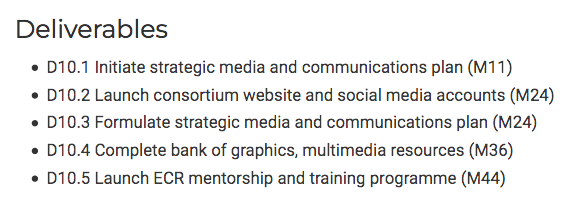 Deliverables
• D10.1 Initiate strategic media and communications plan (M11)
• D10.2 Launch consortium website and social media accounts (M24)
• D10.3 Formulate strategic media and communications plan (M24)
• D10.4 Complete bank of graphics, multimedia resources (M36)
• D10.5 Launch ECR mentorship and training programme (M44)